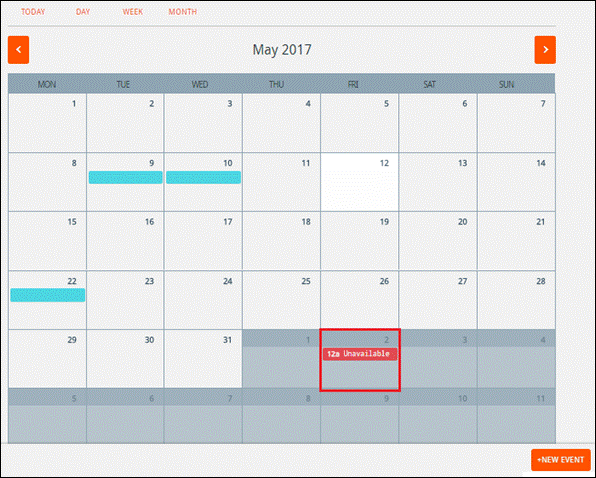 TODAY DAY WEEK MONTH
May 2017
MON TUE WED THU FRI SAT SUN
1 2 3 4 5 6 7
8 9 10 11 12 13 14
15 16 17 18 19 20 21
22 23 24 25 26 27 28
29 30 31 1 2 3 4
12a Unavailable
5 6 7 8 9 10 11
+NEW EVENT